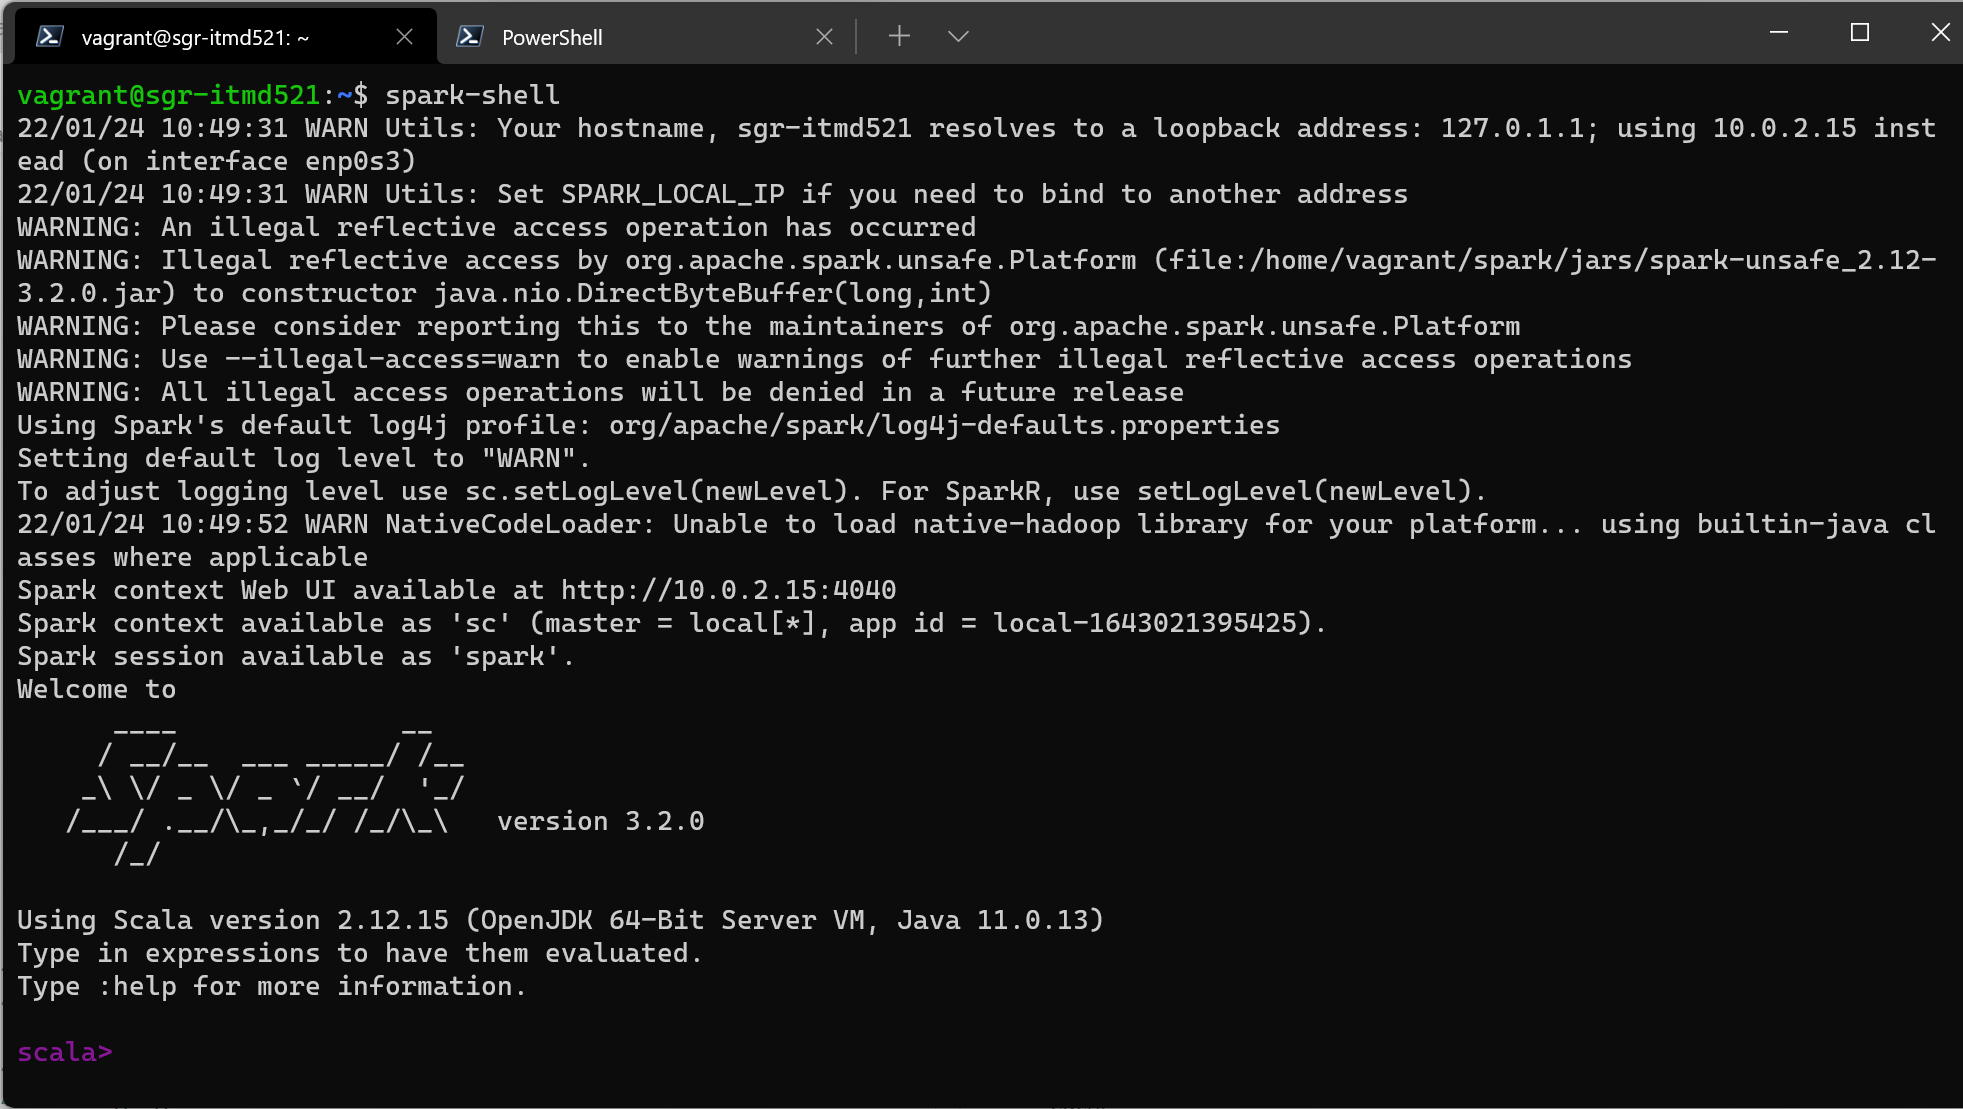 vagrant@sgr-itmd521: ~
PowerShell
vagrant@sgr-itmd521:~$ spark-shell
22/01/24 10:49:31 WARN Utils: Your hostname, sgr-itmd521 resolves to a loopback address: 127.0.1.1; using 10.0.2.15 inst
ead (on interface enp0s3)
22/01/24 10:49:31 WARN Utils: Set SPARK_LOCAL_IP if you need to bind to another address
WARNING: An illegal reflective access operation has occurred
WARNING: Illegal reflective access by org.apache.spark.unsafe.Platform (file:/home/vagrant/spark/jars/spark-unsafe_2.12-
3.2.0.jar) to constructor java.nio.DirectByteBuffer(long,int)
WARNING: Please consider reporting this to the maintainers of org.apache.spark.unsafe.Platform
WARNING: Use --illegal-access=warn to enable warnings of further illegal reflective access operations
WARNING: All illegal access operations will be denied in a future release
Using Spark's default log4j profile: org/apache/spark/log4j-defaults.properties
Setting default log level to "WARN".
To adjust logging level use sc.setLogLevel(newLevel). For SparkR, use setLogLevel(newLevel).
22/01/24 10:49:52 WARN NativeCodeLoader: Unable to load native-hadoop library for your platform... using builtin-java cl
asses where applicable
Spark context Web UI available at http://10.0.2.15:4040
Spark context available as 'sc' (master = local[*], app id = local-1643021395425).
Spark session available as 'spark'.
Welcome to
      ____              __
     / __/__  ___ _____/ /__
    _\ \/ _ \/ _ `/ __/  '_/
   /___/ .__/\_,_/_/ /_/\_\   version 3.2.0
      /_/
Using Scala version 2.12.15 (OpenJDK 64-Bit Server VM, Java 11.0.13)
Type in expressions to have them evaluated.
Type :help for more information.
scala>